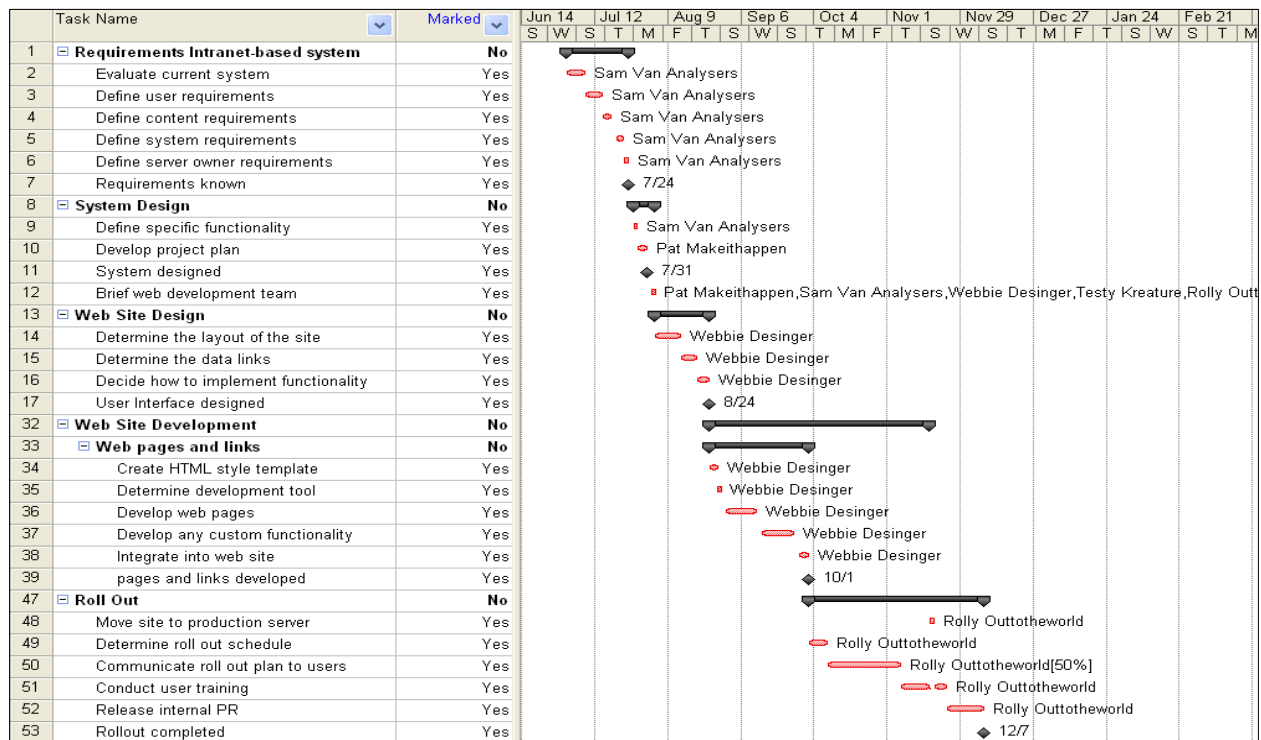 Task Name Marked Jun 14 Jul 12 Aug 9 Sep 6 Oct 4 Nov 1 Nov 29 Dec 27 Jan 24 Feb 21
S W S T M F T S W S T M F T S W S T M F T S W S T M
1 Requirements Intranet-based system No
2 Evaluate current system Yes Sam Van Analysers
3 Define user requirements Yes Sam Van Analysers
4 Define content requirements Yes Sam Van Analysers
5 Define system requirements Yes Sam Van Analysers
6 Define server owner requirements Yes Sam Van Analysers
7 Requirements known Yes 7/24
8 System Design No
9 Define specific functionality Yes Sam Van Analysers
10 Develop project plan Yes Pat Makeithappen
11 System designed Yes 7/31
12 Brief web development team Yes Pat Makeithappen,Sam Van Analysers,Webbie Desinger,Testy Kreature,Rolly Outt
13 Web Site Design No
14 Determine the layout of the site Yes Webbie Desinger
15 Determine the data links Yes Webbie Desinger
16 Decide how to implement functionality Yes Webbie Desinger
17 User Interface designed Yes 8/24
32 Web Site Development No
33 Web pages and links No
34 Create HTML style template Yes Webbie Desinger
35 Determine development tool Yes Webbie Desinger
36 Develop web pages Yes Webbie Desinger
37 Develop any custom functionality Yes Webbie Desinger
38 Integrate into web site Yes Webbie Desinger
39 pages and links developed Yes 10/1
47 Roll Out No
48 Move site to production server Yes Rolly Outtotheworld
49 Determine roll out schedule Yes Rolly Outtotheworld
50 Communicate roll out plan to users Yes Rolly Outtotheworld[50%]
51 Conduct user training Yes Rolly Outtotheworld
52 Release internal PR Yes Rolly Outtotheworld
53 Rollout completed Yes 12/7